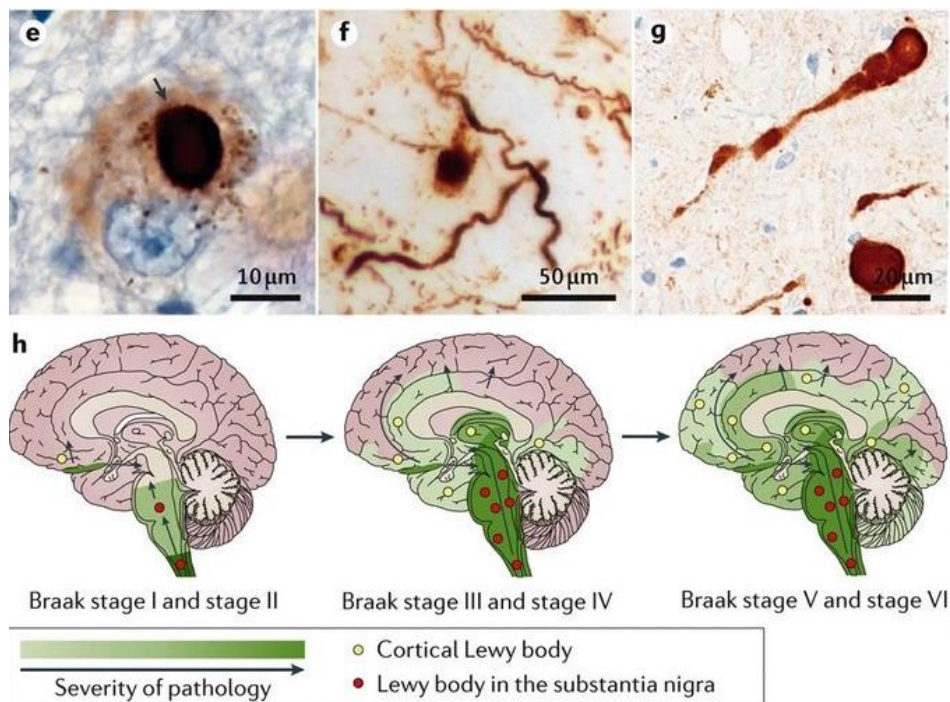 e
f
g
10 μm
50 μm
20 μm
h
Braak stage I and stage II
Braak stage III and stage IV
Braak stage V and stage VI
Severity of pathology
Cortical Lewy body
Lewy body in the substantia nigra